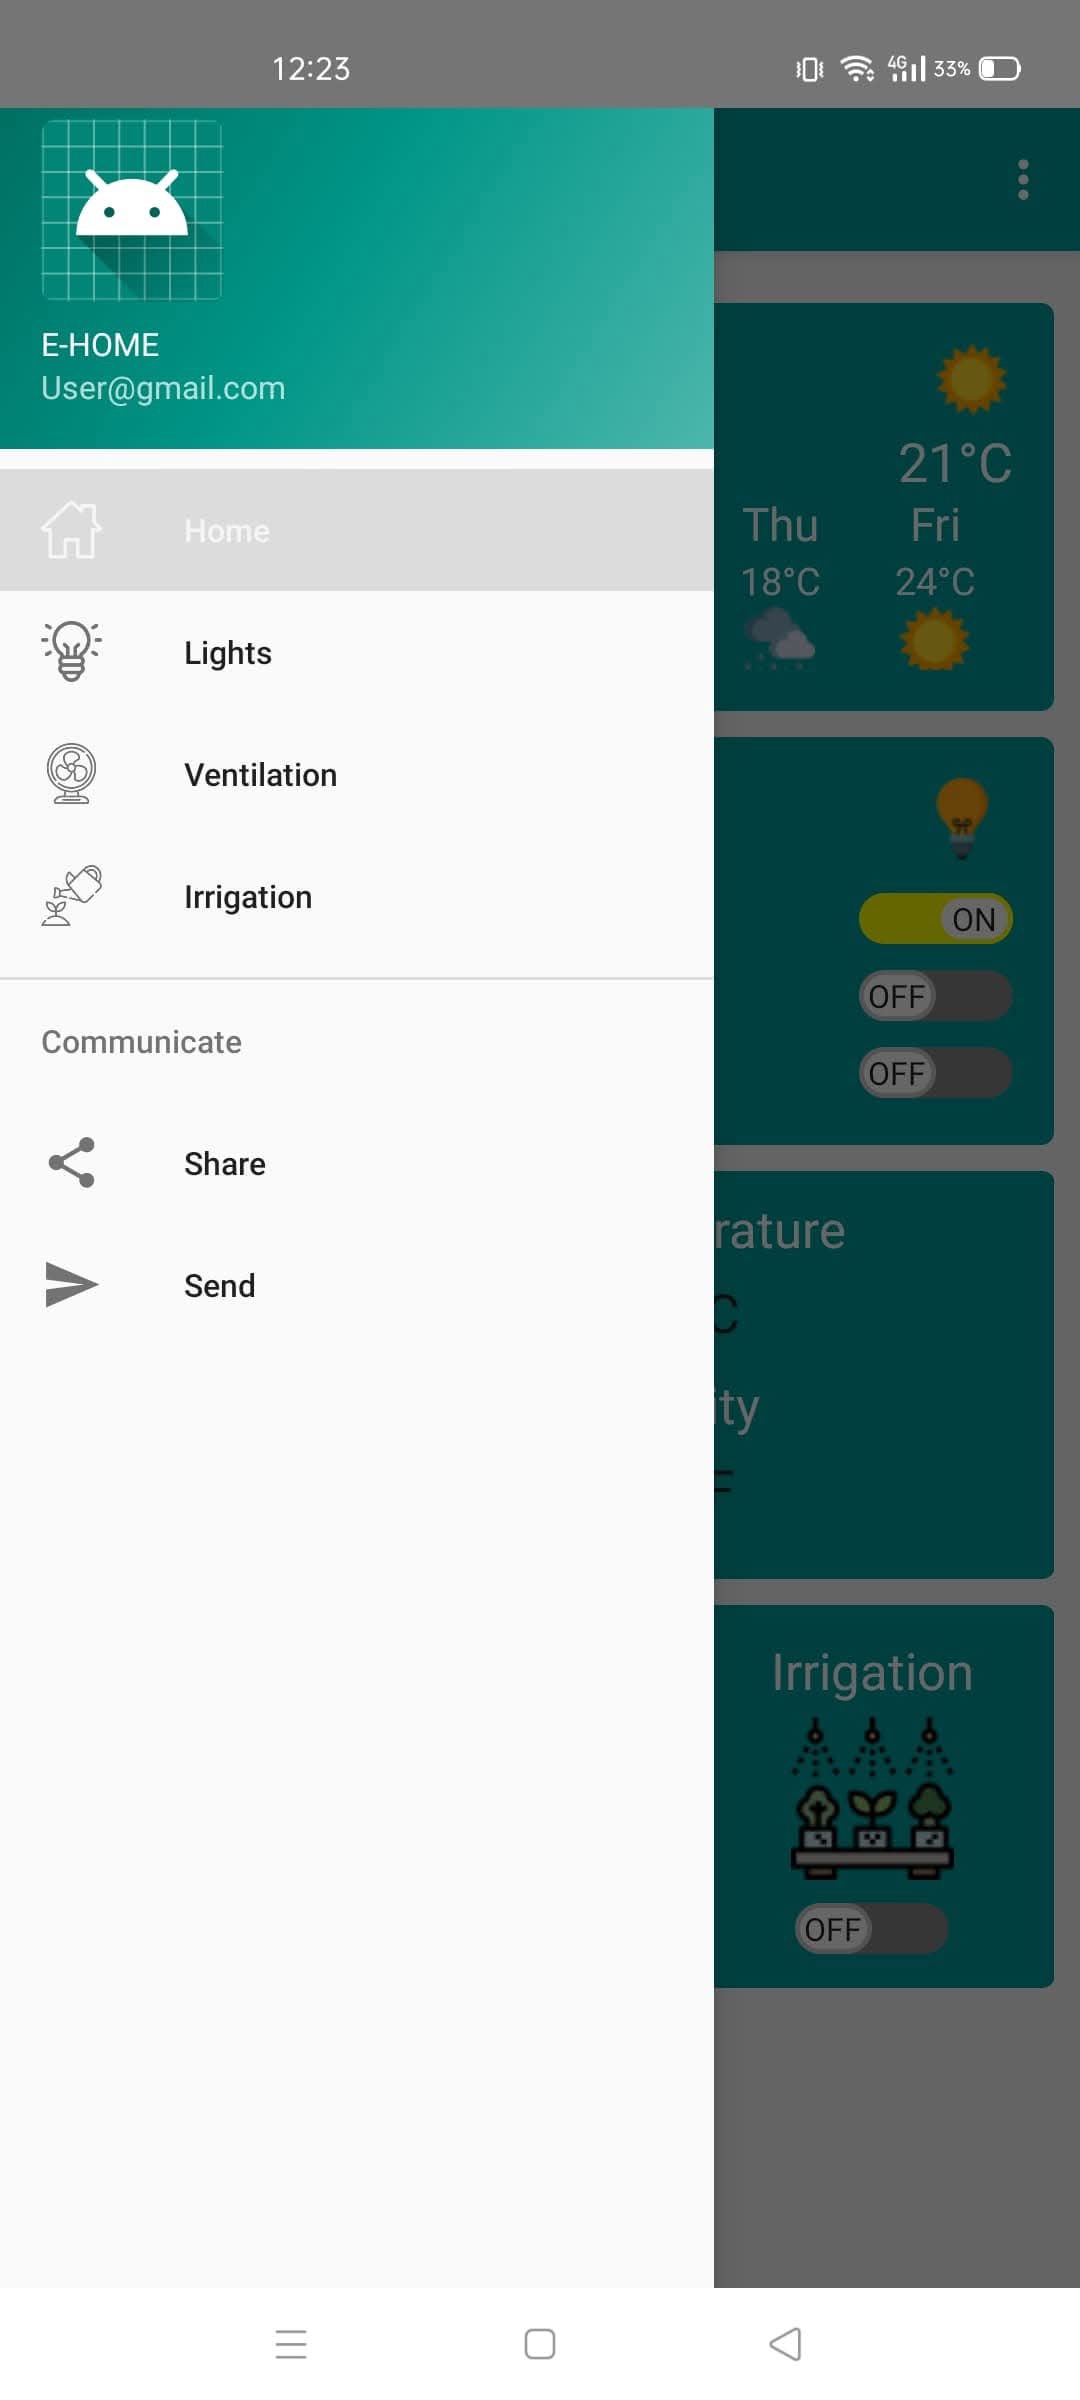 12:23
4G 33%
E-HOME
User@gmail.com
Home
Lights
Ventilation
Irrigation
Communicate
Share
Send
21°C
Thu Fri
18°C 24°C
ON
OFF
OFF
rature
C
ity
Irrigation
OFF